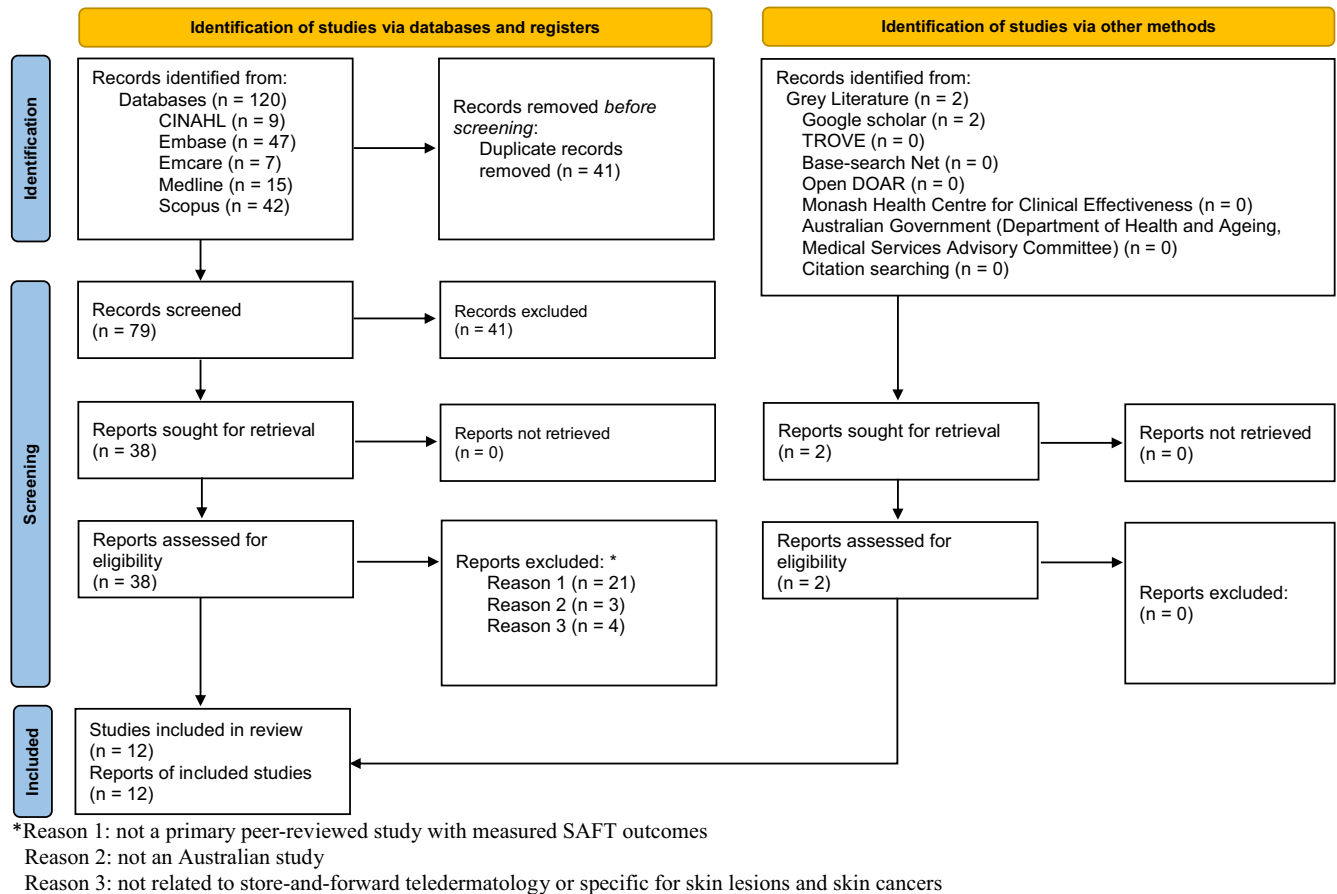 Identification of studies via databases and registers
Identification of studies via other methods
Identification
Records identified from:
Databases (n = 120)
CINAHL (n = 9)
Embase (n = 47)
Emcare (n = 7)
Medline (n = 15)
Scopus (n = 42)
Records removed before
screening:
Duplicate records
removed (n = 41)
Records identified from:
Grey Literature (n = 2)
Google scholar (n = 2)
TROVE (n = 0)
Base-search Net (n = 0)
Open DOAR (n = 0)
Monash Health Centre for Clinical Effectiveness (n = 0)
Australian Government (Department of Health and Ageing,
Medical Services Advisory Committee) (n = 0)
Citation searching (n = 0)
Screening
Records screened
(n = 79)
Records excluded
(n = 41)
Reports sought for retrieval
(n = 38)
Reports not retrieved
(n = 0)
Reports sought for retrieval
(n = 2)
Reports not retrieved
(n = 0)
Reports assessed for
eligibility
(n = 38)
Reports excluded: *
Reason 1 (n = 21)
Reason 2 (n = 3)
Reason 3 (n = 4)
Reports assessed for
eligibility
(n = 2)
Reports excluded:
(n = 0)
Included
Studies included in review
(n = 12)
Reports of included studies
(n = 12)
*Reason 1: not a primary peer-reviewed study with measured SAFT outcomes
Reason 2: not an Australian study
Reason 3: not related to store-and-forward teledermatology or specific for skin lesions and skin cancers